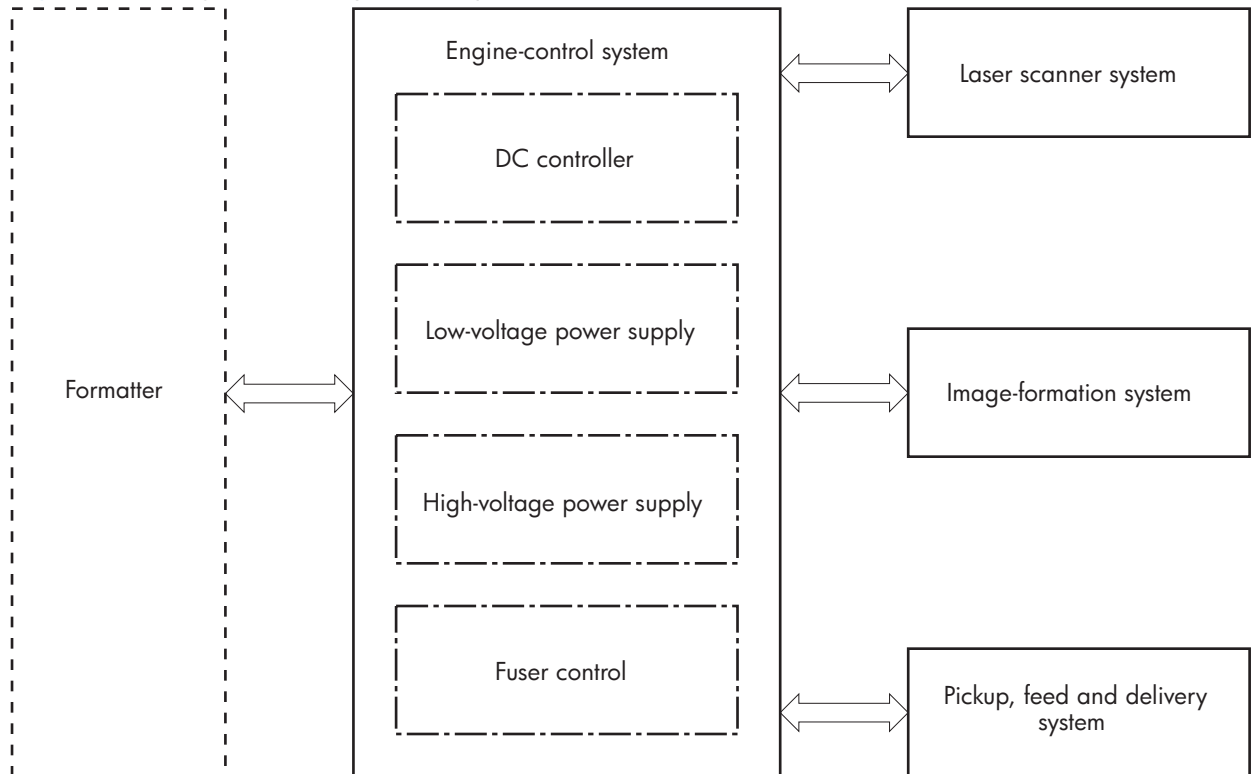 Engine-control system
Laser scanner system
DC controller
Low-voltage power supply
Formatter
Image-formation system
High-voltage power supply
Fuser control
Pickup, feed and delivery
system